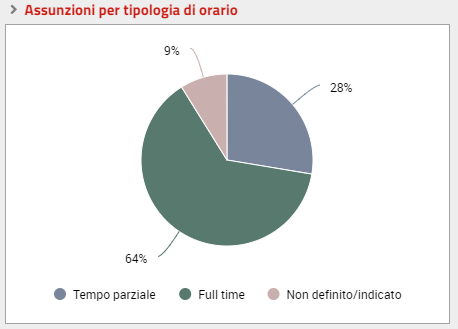 Assunzioni per tipologia di orario
9%
28%
64%
Tempo parziale Full time Non definito/indicato